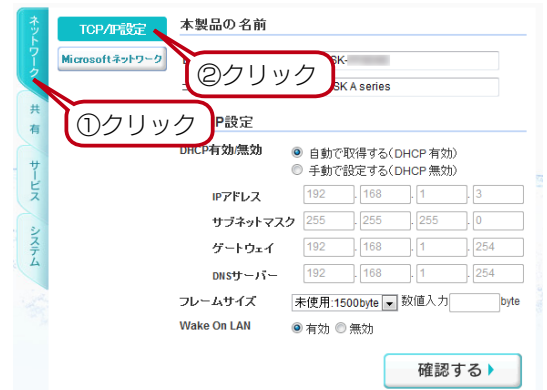 ネットワーク
共有
サービス
システム
TCP/IP設定
Microsoftネットワーク
本製品の名前
SK-
②クリック
SK A series
①クリック
P設定
DHCP有効/無効
自動で取得する(DHCP 有効)
手動で設定する(DHCP 無効)
IPアドレス 192 . 168 . 1 . 3
サブネットマスク 255 . 255 . 255 . 0
ゲートウェイ 192 . 168 . 1 . 254
DNSサーバー 192 . 168 . 1 . 254
フレームサイズ 未使用:1500byte 数値入力 byte
Wake On LAN 有効 無効
確認する